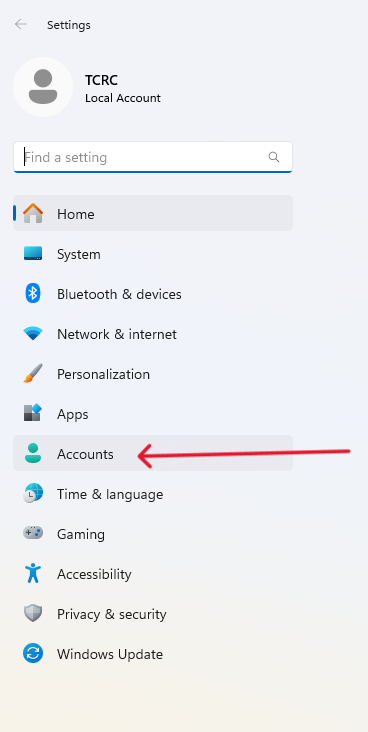 Settings
TCRC
Local Account
Find a setting
Home
System
Bluetooth & devices
Network & internet
Personalization
Apps
Accounts
Time & language
Gaming
Accessibility
Privacy & security
Windows Update